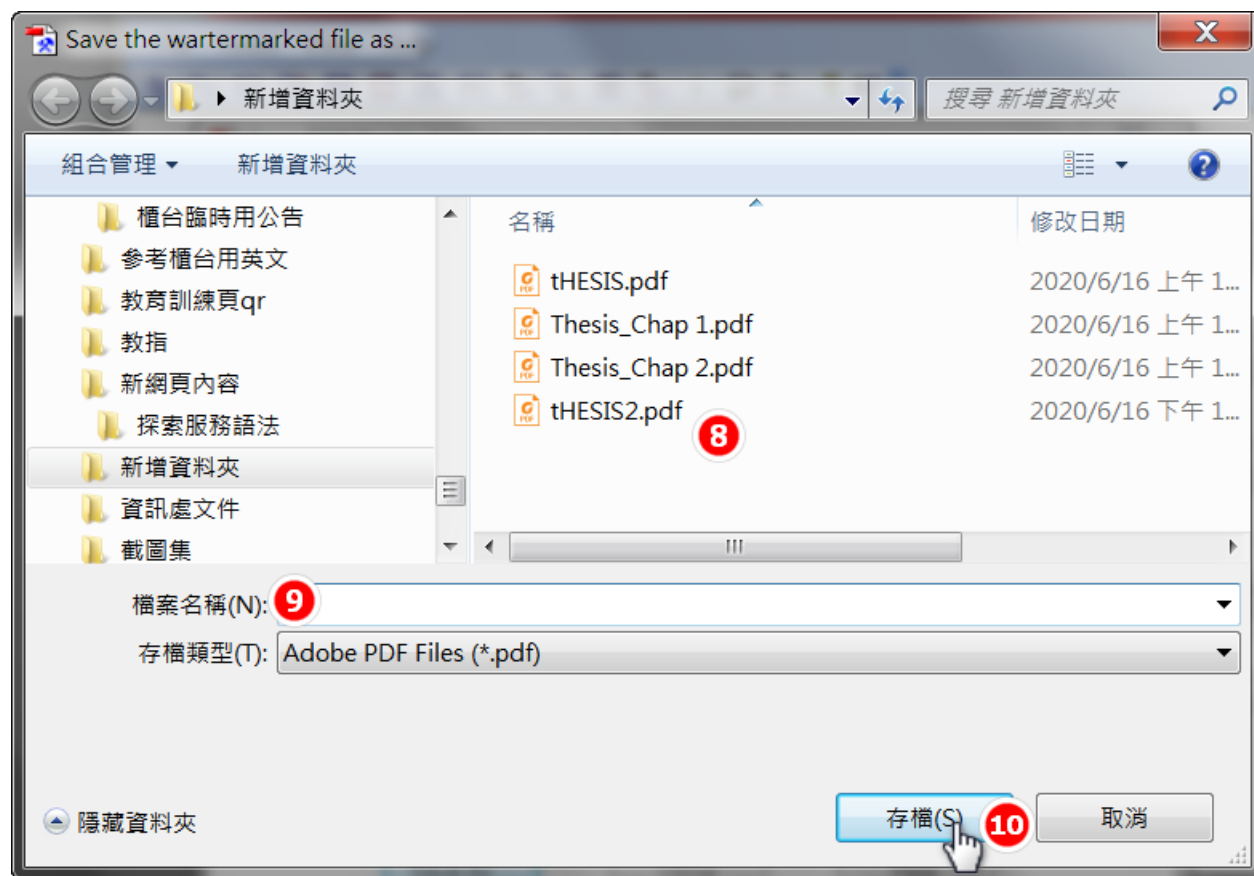 Save the wartermarked file as ...
新增資料夾
搜尋 新增資料夾
組合管理
新增資料夾
櫃台臨時用公告
參考櫃台用英文
教育訓練頁qr
教指
新網頁內容
探索服務語法
新增資料夾
資訊處文件
截圖集
名稱 修改日期
tHESIS.pdf 2020/6/16 上午 1...
Thesis_Chap 1.pdf 2020/6/16 上午 1...
Thesis_Chap 2.pdf 2020/6/16 上午 1...
tHESIS2.pdf 2020/6/16 下午 1...
8
檔案名稱(N): 9
存檔類型(T): Adobe PDF Files (*.pdf)
隱藏資料夾
存檔(S) 10 取消